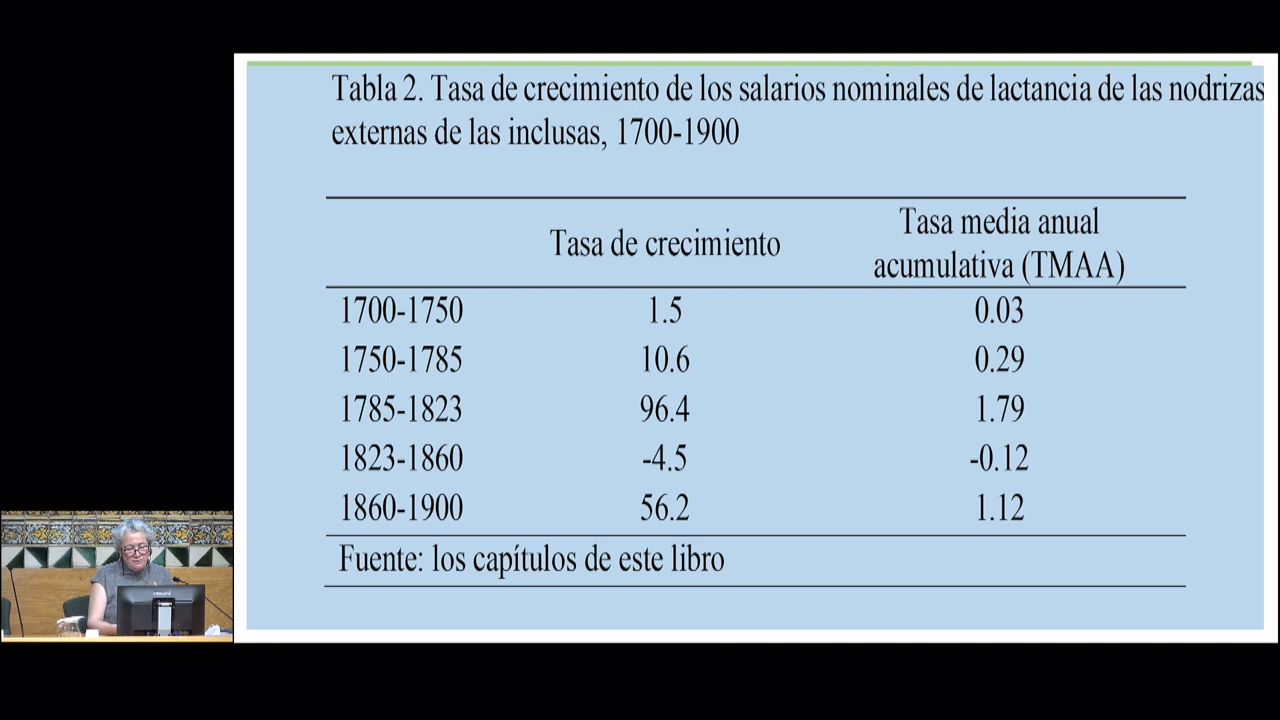 Tabla 2. Tasa de crecimiento de los salarios nominales de lactancia de las nodrizas
externas de las inclusas, 1700-1900
Tasa de crecimiento
Tasa media anual
acumulativa (TMAA)
1700-1750 1.5 0.03
1750-1785 10.6 0.29
1785-1823 96.4 1.79
1823-1860 -4.5 -0.12
1860-1900 56.2 1.12
Fuente: los capítulos de este libro